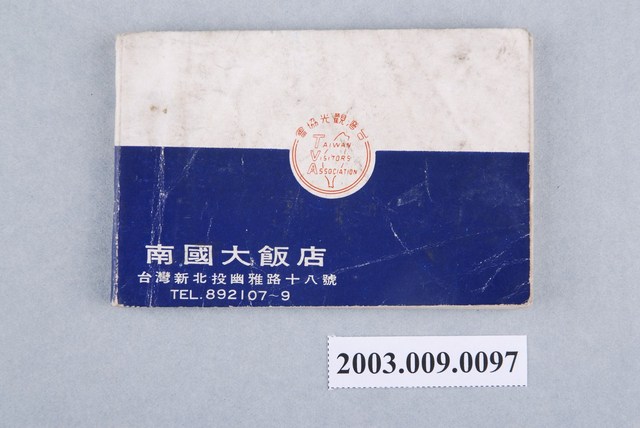 台灣觀光協會
TAIWAN
VISITORS
ASSOCIATION
南國大飯店
台灣新北投幽雅路十八號
TEL.892107~9
2003.009.0097